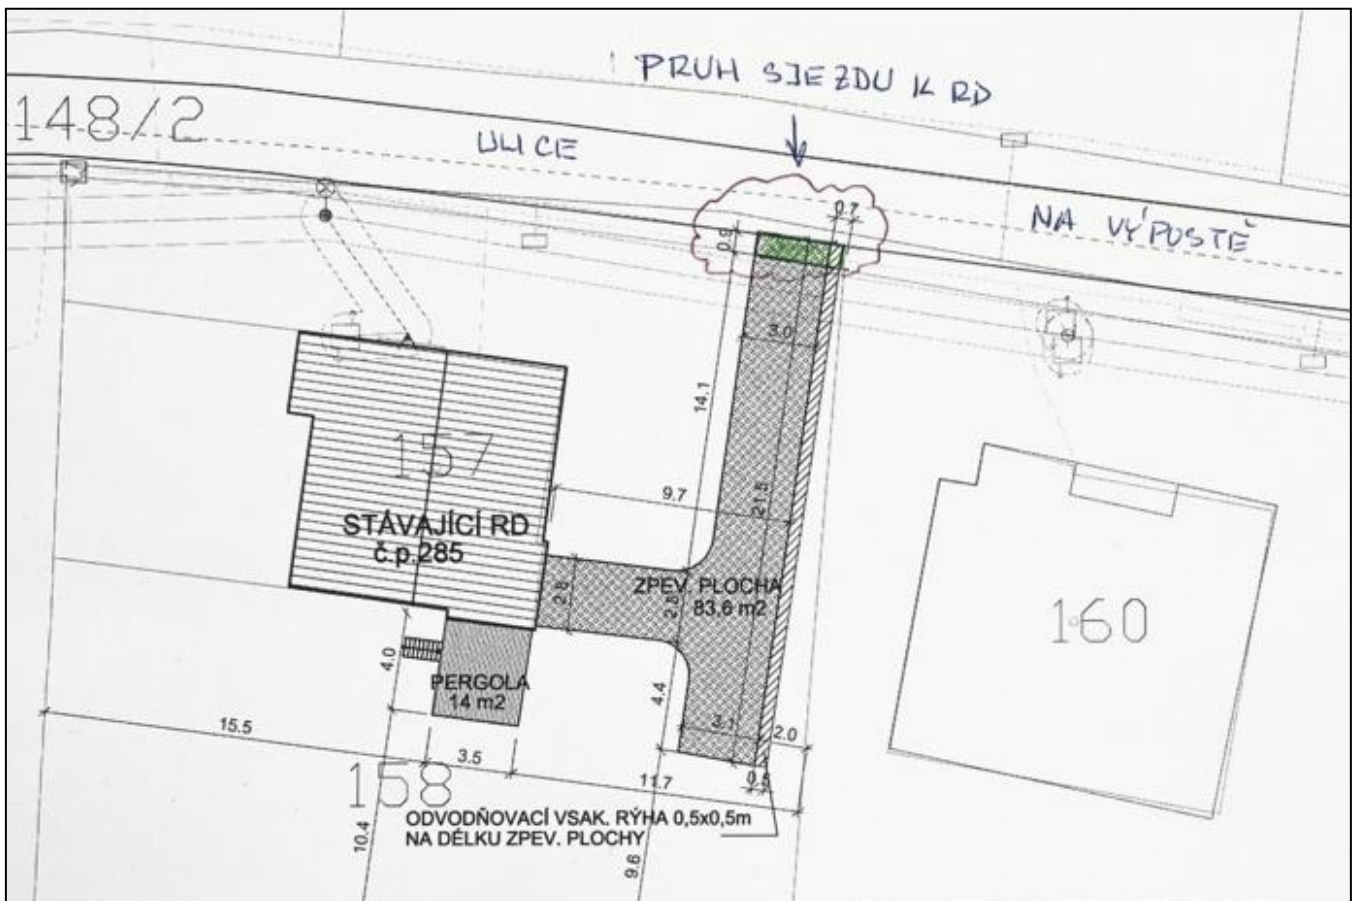 PRUH SJEZDU K RD
148/2
ULICE
NA VÝPUSTĚ
0.7
0.9
3.0
14.1
157
9.7
21.5
STÁVAJÍCÍ RD
č.p.285
2.8
ZPEV. PLOCHA
83,6 m2
2.8
160
4.0
PERGOLA
14 m2
4.4
3.1
2.0
15.5
3.5
11.7
0.5
158
ODVODŇOVACÍ VSAK. RÝHA 0,5x0,5m
NA DÉLKU ZPEV. PLOCHY
10.4
9.6